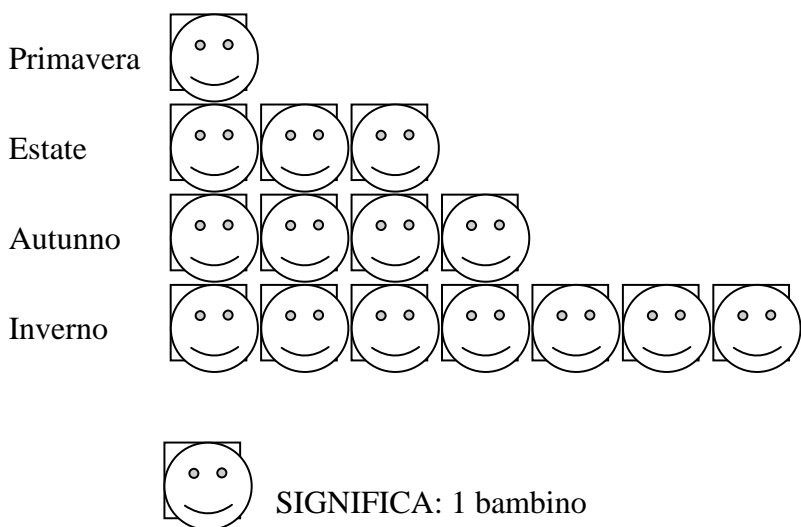 Primavera
Estate
Autunno
Inverno
SIGNIFICA: 1 bambino